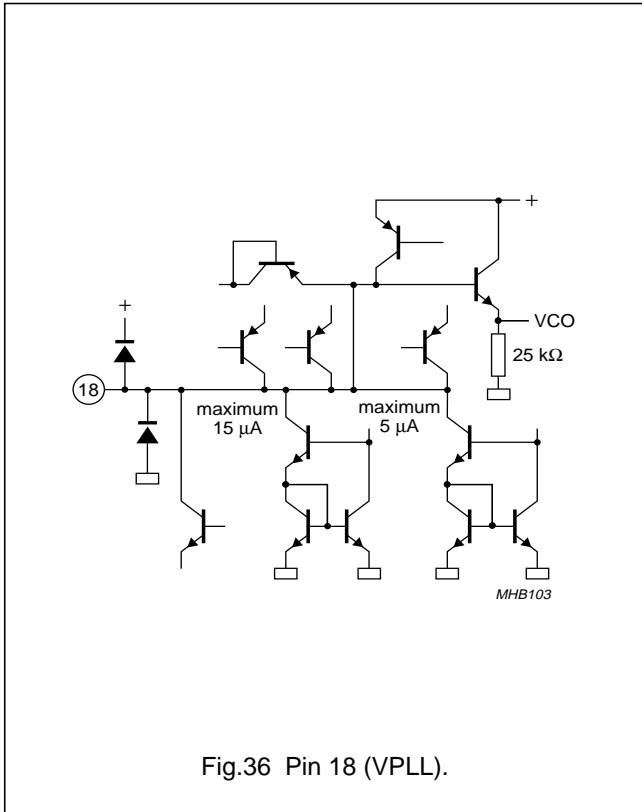 +
VCO
+
25 kΩ
18
maximum
15 μA
maximum
5 μA
MHB103
Fig.36 Pin 18 (VPLL).